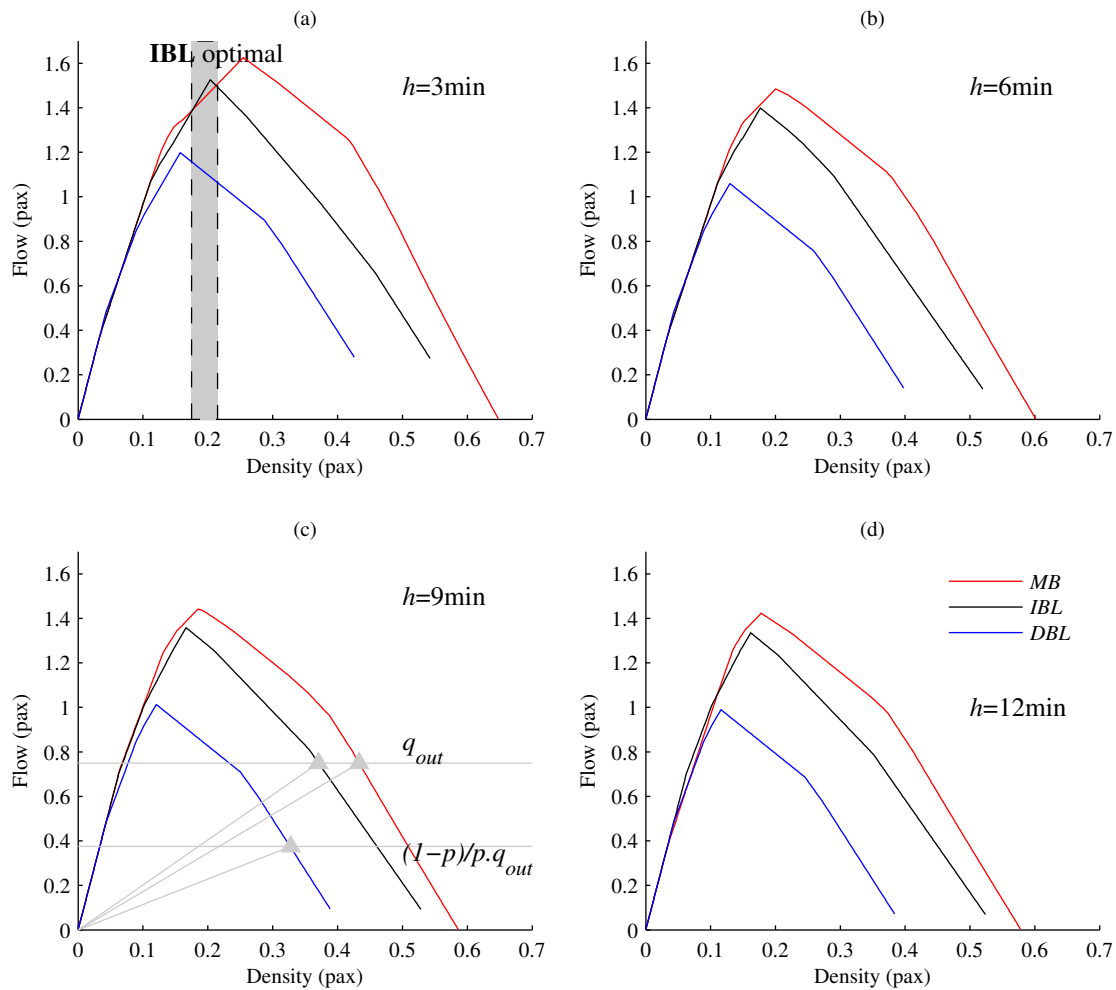 (a)
IBL optimal
h=3min
1.6
1.4
1.2
1
0.8
0.6
0.4
0.2
0
Flow (pax)
0 0.1 0.2 0.3 0.4 0.5 0.6 0.7
Density (pax)
(b)
h=6min
1.6
1.4
1.2
1
0.8
0.6
0.4
0.2
0
Flow (pax)
0 0.1 0.2 0.3 0.4 0.5 0.6 0.7
Density (pax)
(c)
h=9min
1.6
1.4
1.2
1
0.8
0.6
0.4
0.2
0
Flow (pax)
q_out
(1−p)/p.q_out
0 0.1 0.2 0.3 0.4 0.5 0.6 0.7
Density (pax)
(d)
MB
IBL
DBL
h=12min
1.6
1.4
1.2
1
0.8
0.6
0.4
0.2
0
Flow (pax)
0 0.1 0.2 0.3 0.4 0.5 0.6 0.7
Density (pax)